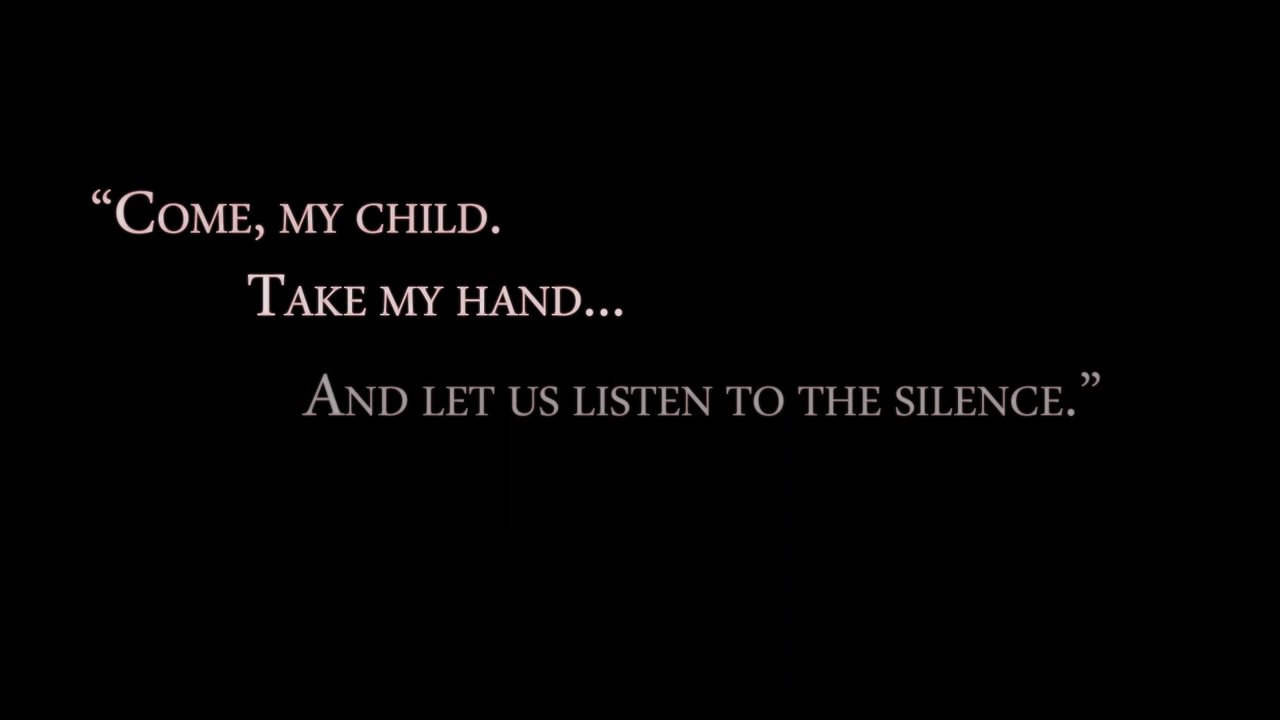 “Come, my child.
Take my hand...
And let us listen to the silence.”